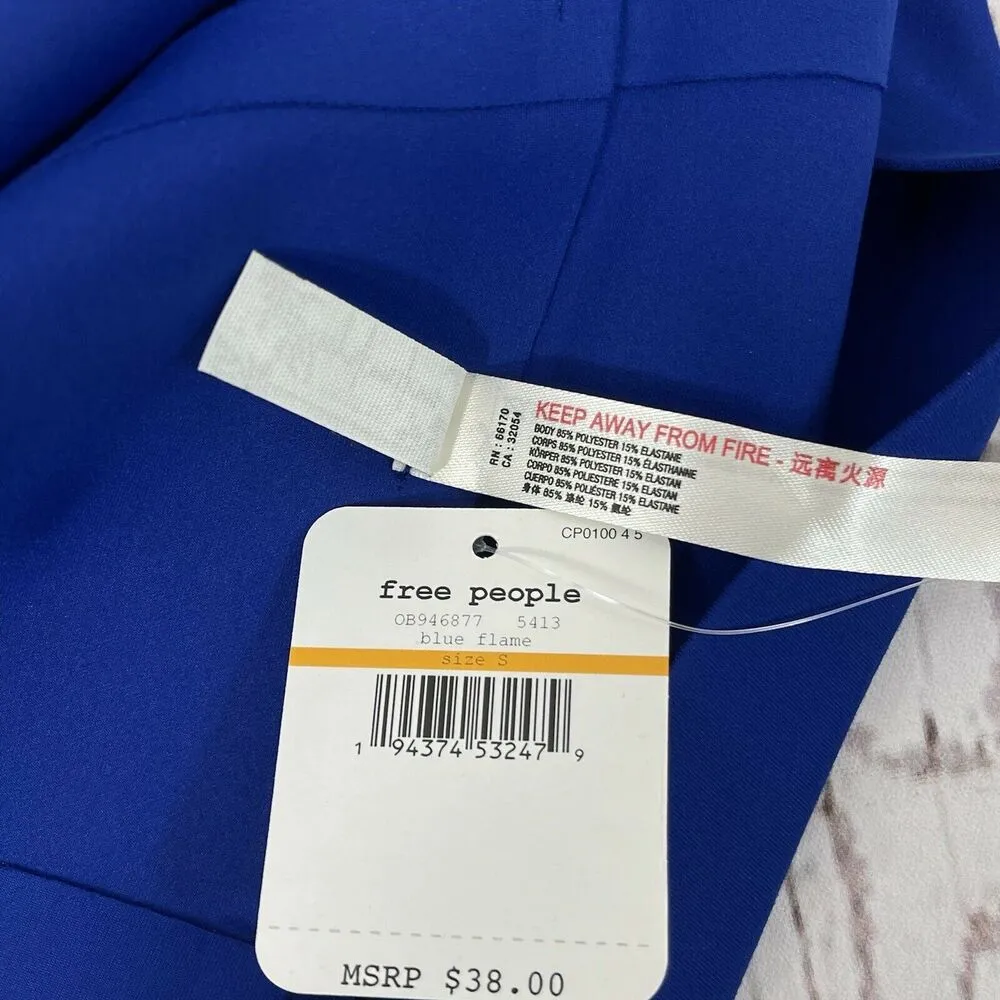 RN : 66170
CA : 32054
KEEP AWAY FROM FIRE - 远离火源
BODY 85% POLYESTER 15% ELASTANE
CORPS 85% POLYESTER 15% ÉLASTHANNE
KÖRPER 85% POLYESTER 15% ELASTAN
CORPO 85% POLIESTERE 15% ELASTAN
CUERPO 85% POLIÉSTER 15% ELASTANE
身体 85% 涤纶 15% 氨纶
CP0100 4 5
free people
OB946877 5413
blue flame
size S
1 94374 53247 9
MSRP $38.00